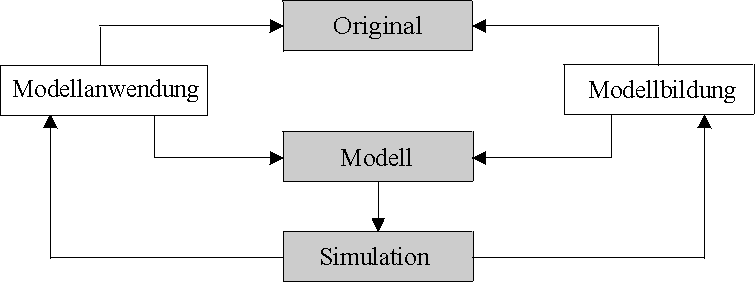 Original
Modellanwendung
Modellbildung
Modell
Simulation